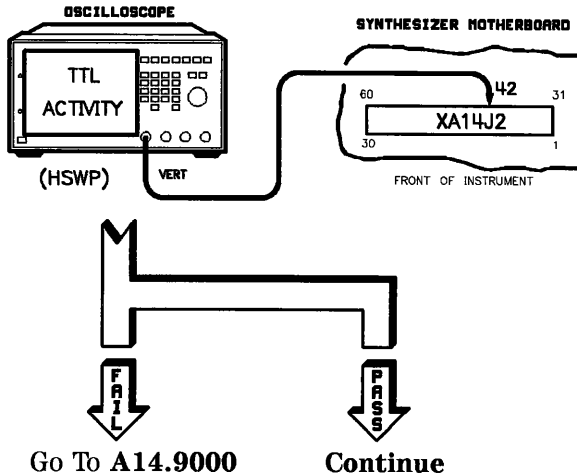 OSCILLOSCOPE
SYNTHESIZER MOTHERBOARD
TTL
ACTIVITY
60
42
31
XA14J2
30
1
(HSWP)
VERT
FRONT OF INSTRUMENT
FAIL
PASS
Go To A14.9000
Continue